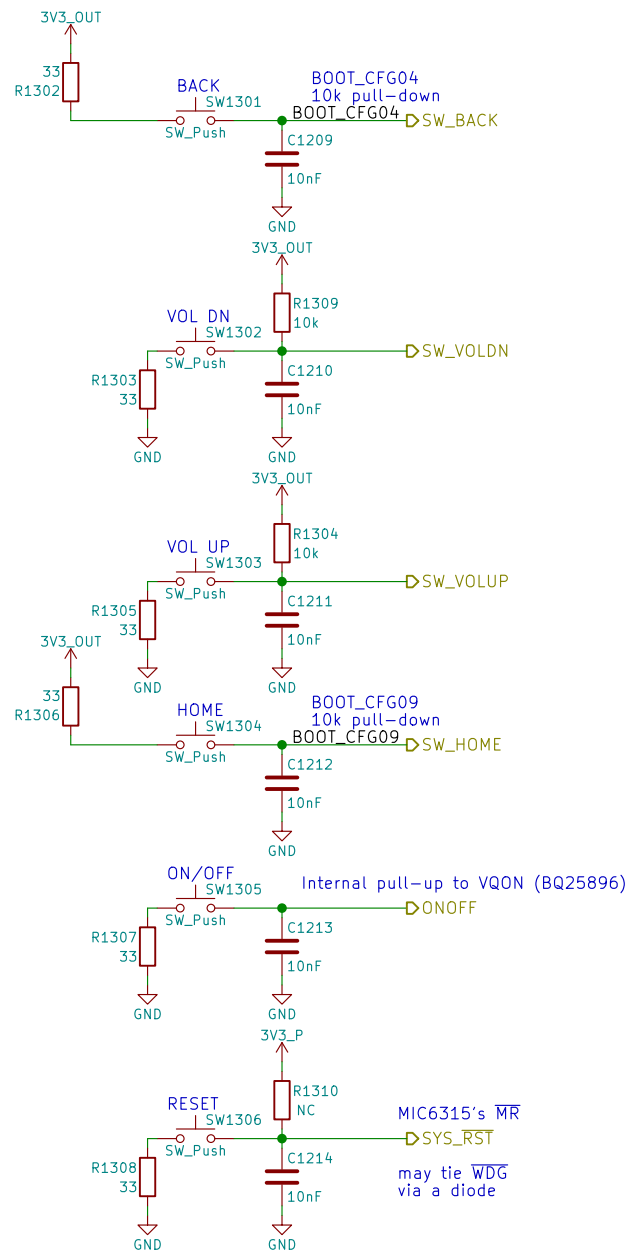 3V3_OUT
33
R1302
BACK
SW1301
SW_Push
BOOT_CFG04
10k pull-down
BOOT_CFG04
SW_BACK
C1209
10nF
GND
3V3_OUT
R1309
10k
VOL DN
SW1302
SW_Push
SW_VOLDN
R1303
33
C1210
10nF
GND
GND
3V3_OUT
R1304
10k
VOL UP
SW1303
SW_Push
SW_VOLUP
R1305
33
C1211
10nF
GND
GND
3V3_OUT
33
R1306
HOME
SW1304
SW_Push
BOOT_CFG09
10k pull-down
BOOT_CFG09
SW_HOME
C1212
10nF
GND
ON/OFF
SW1305
SW_Push
Internal pull-up to VQON (BQ25896)
ONOFF
R1307
33
C1213
10nF
GND
GND
3V3_P
R1310
NC
RESET
SW1306
SW_Push
MIC6315's M̅R̅
SYS_R̅S̅T̅
R1308
33
C1214
10nF
may tie W̅D̅G̅
via a diode
GND
GND